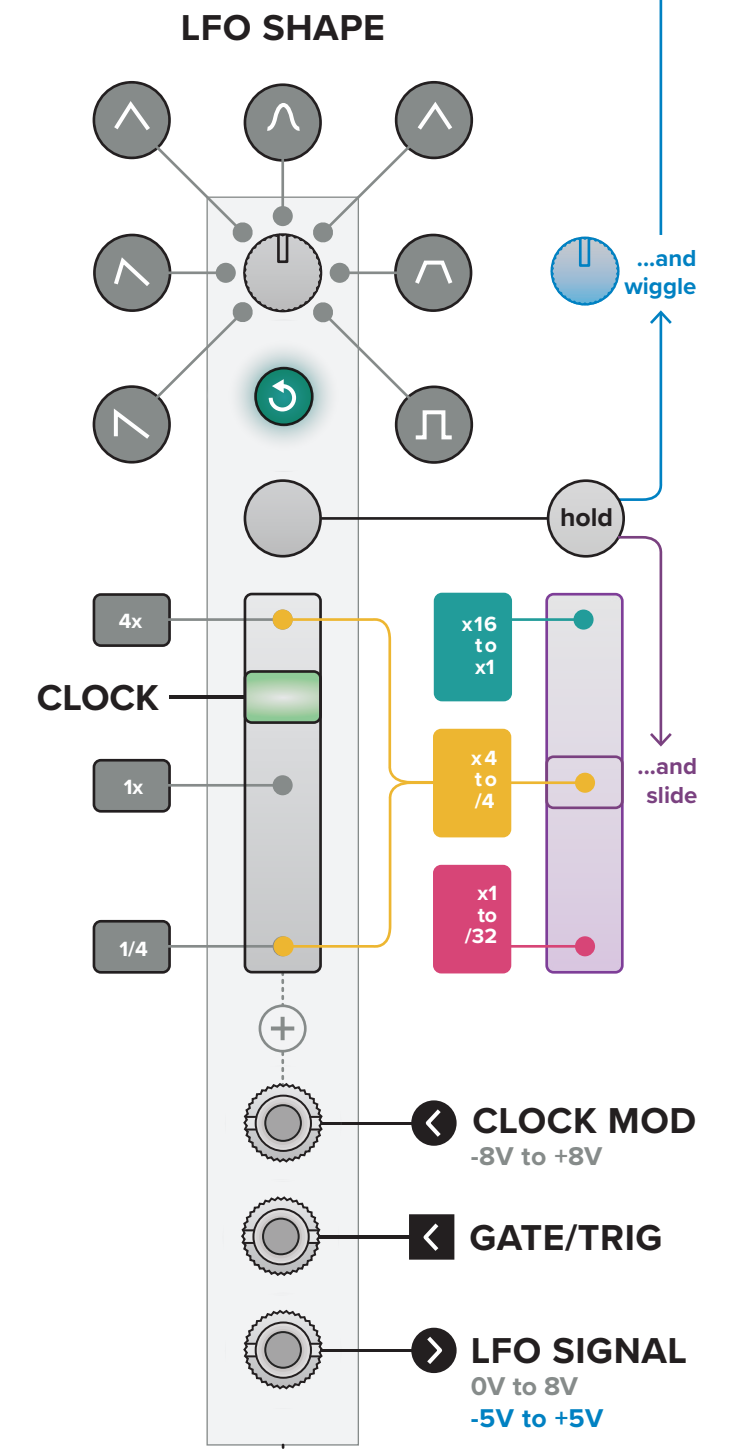 LFO SHAPE
...and
wiggle
hold
4x
x16
to
x1
CLOCK
1x
x4
to
/4
...and
slide
x1
to
/32
1/4
CLOCK MOD
-8V to +8V
GATE/TRIG
LFO SIGNAL
0V to 8V
-5V to +5V